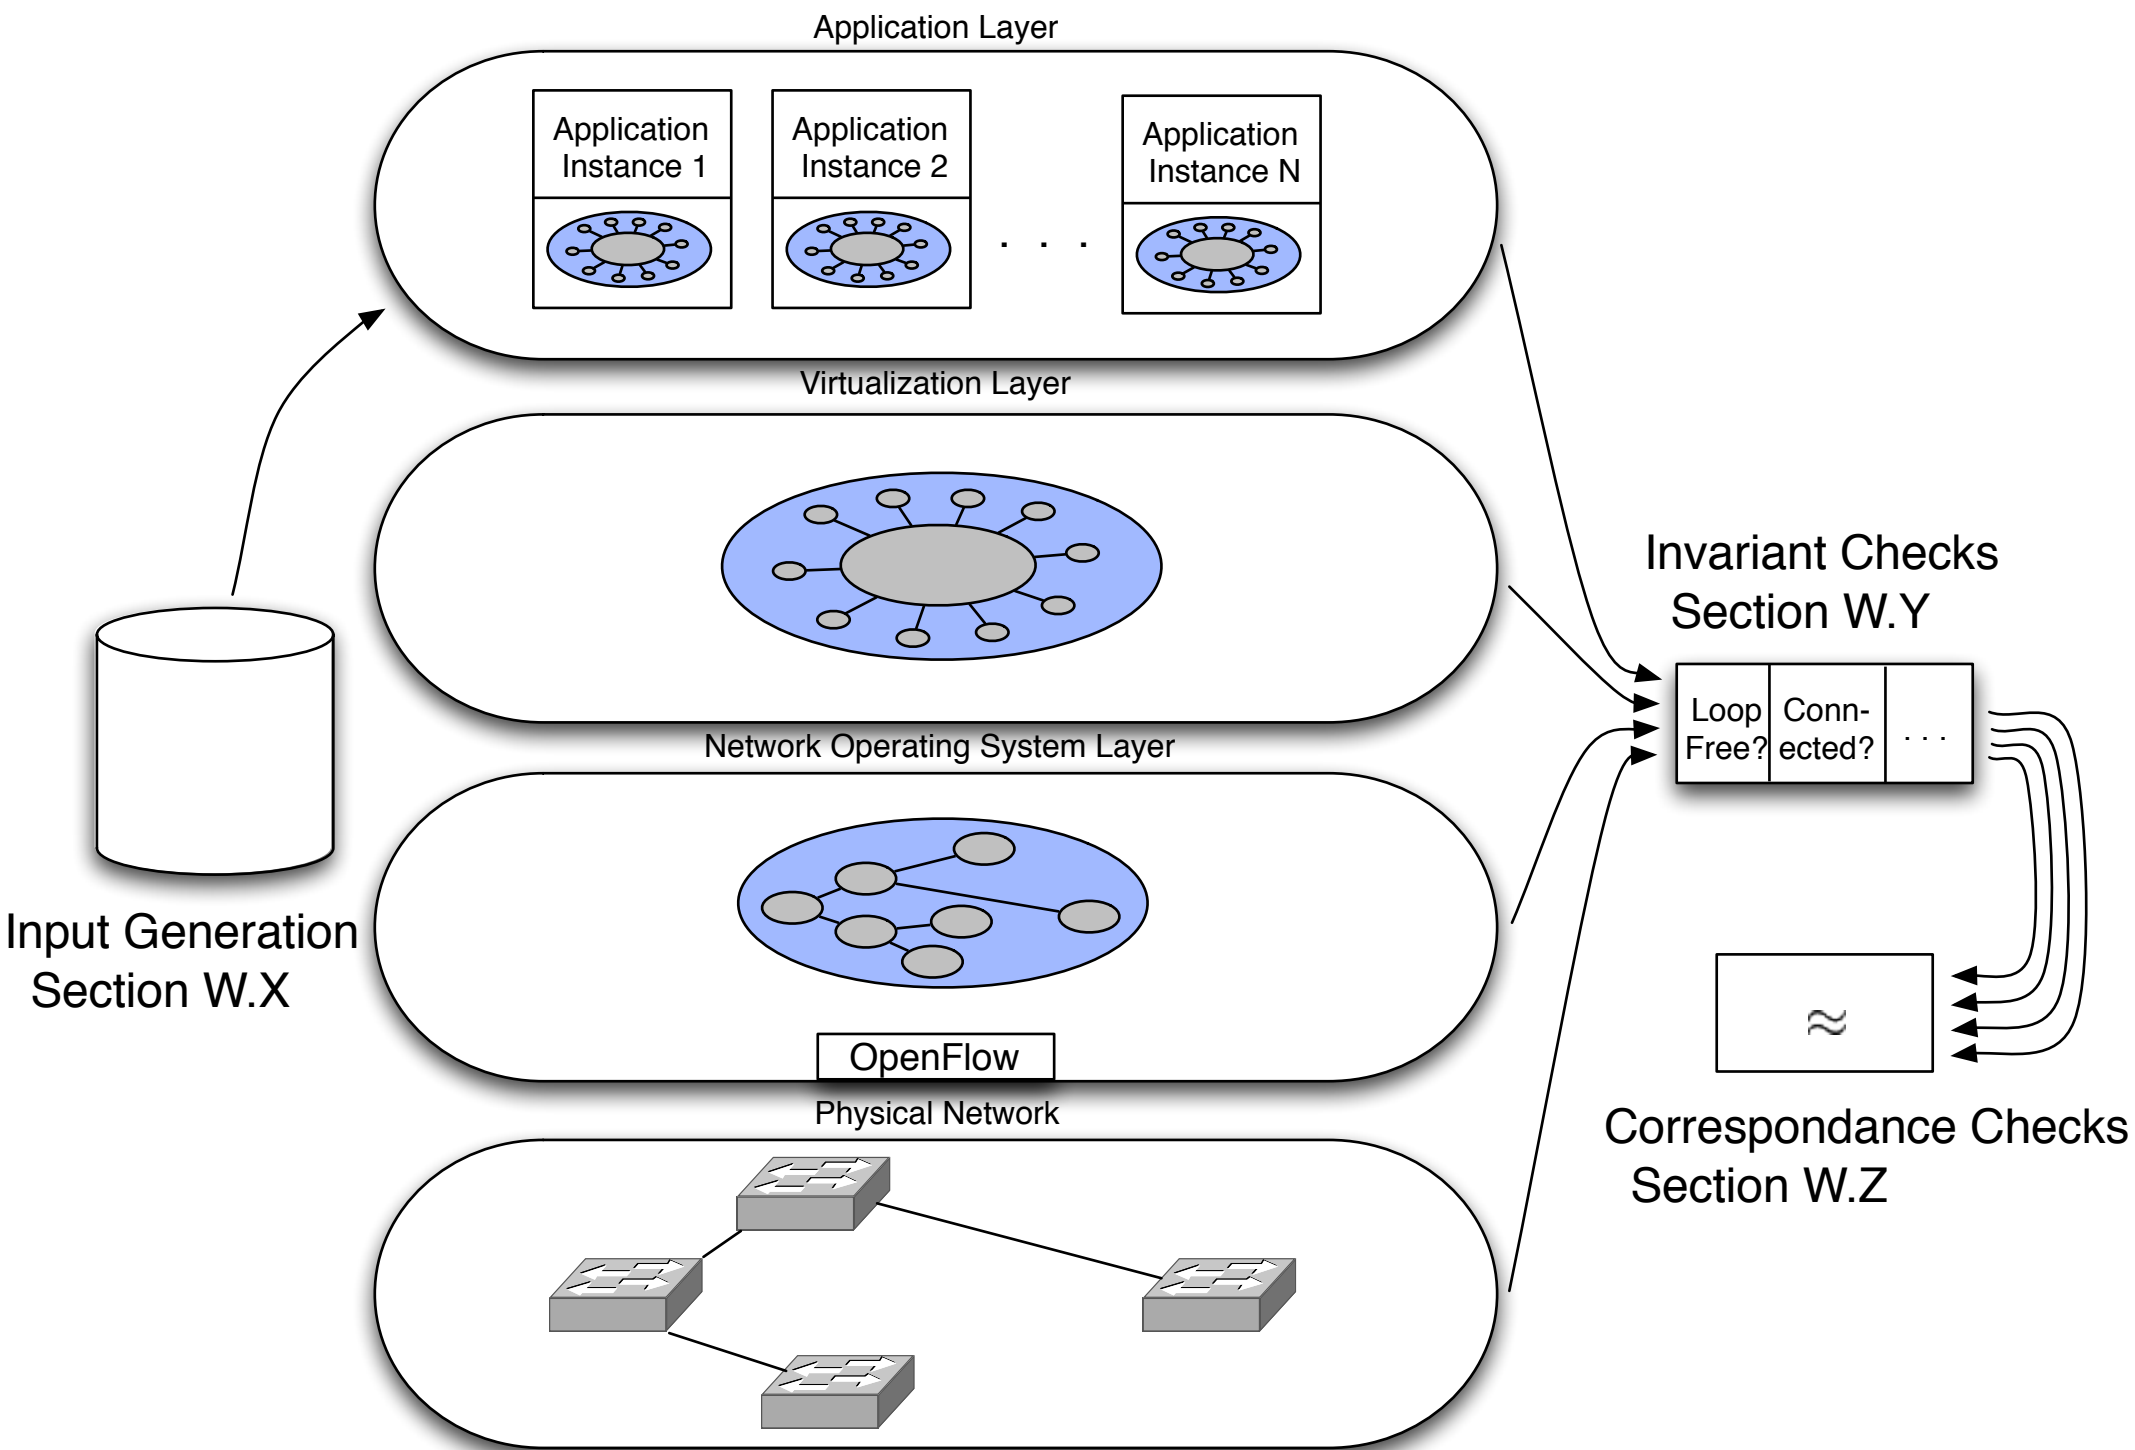 Application Layer
Application
Instance 1
Application
Instance 2
. . .
Application
Instance N
Virtualization Layer
Network Operating System Layer
OpenFlow
Physical Network
Input Generation
Section W.X
Invariant Checks
Section W.Y
Loop
Free?
Conn-
ected?
. . .
≈
Correspondance Checks
Section W.Z